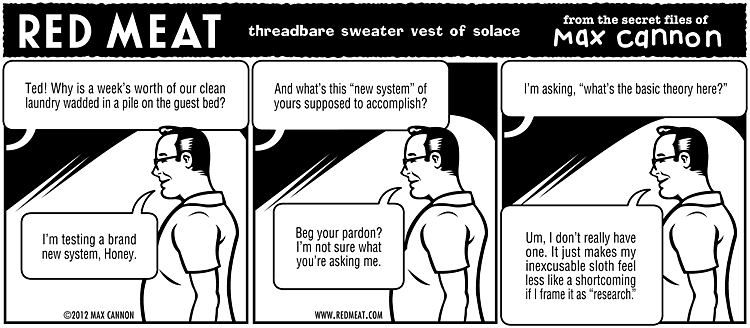 RED MEAT
threadbare sweater vest of solace
from the secret files of
Max cannon
Ted! Why is a week's worth of our clean
laundry wadded in a pile on the guest bed?
I'm testing a brand
new system, Honey.
©2012 MAX CANNON
And what's this “new system” of
yours supposed to accomplish?
Beg your pardon?
I'm not sure what
you're asking me.
WWW.REDMEAT.COM
I'm asking, “what's the basic theory here?”
Um, I don't really have
one. It just makes my
inexcusable sloth feel
less like a shortcoming
if I frame it as “research.”